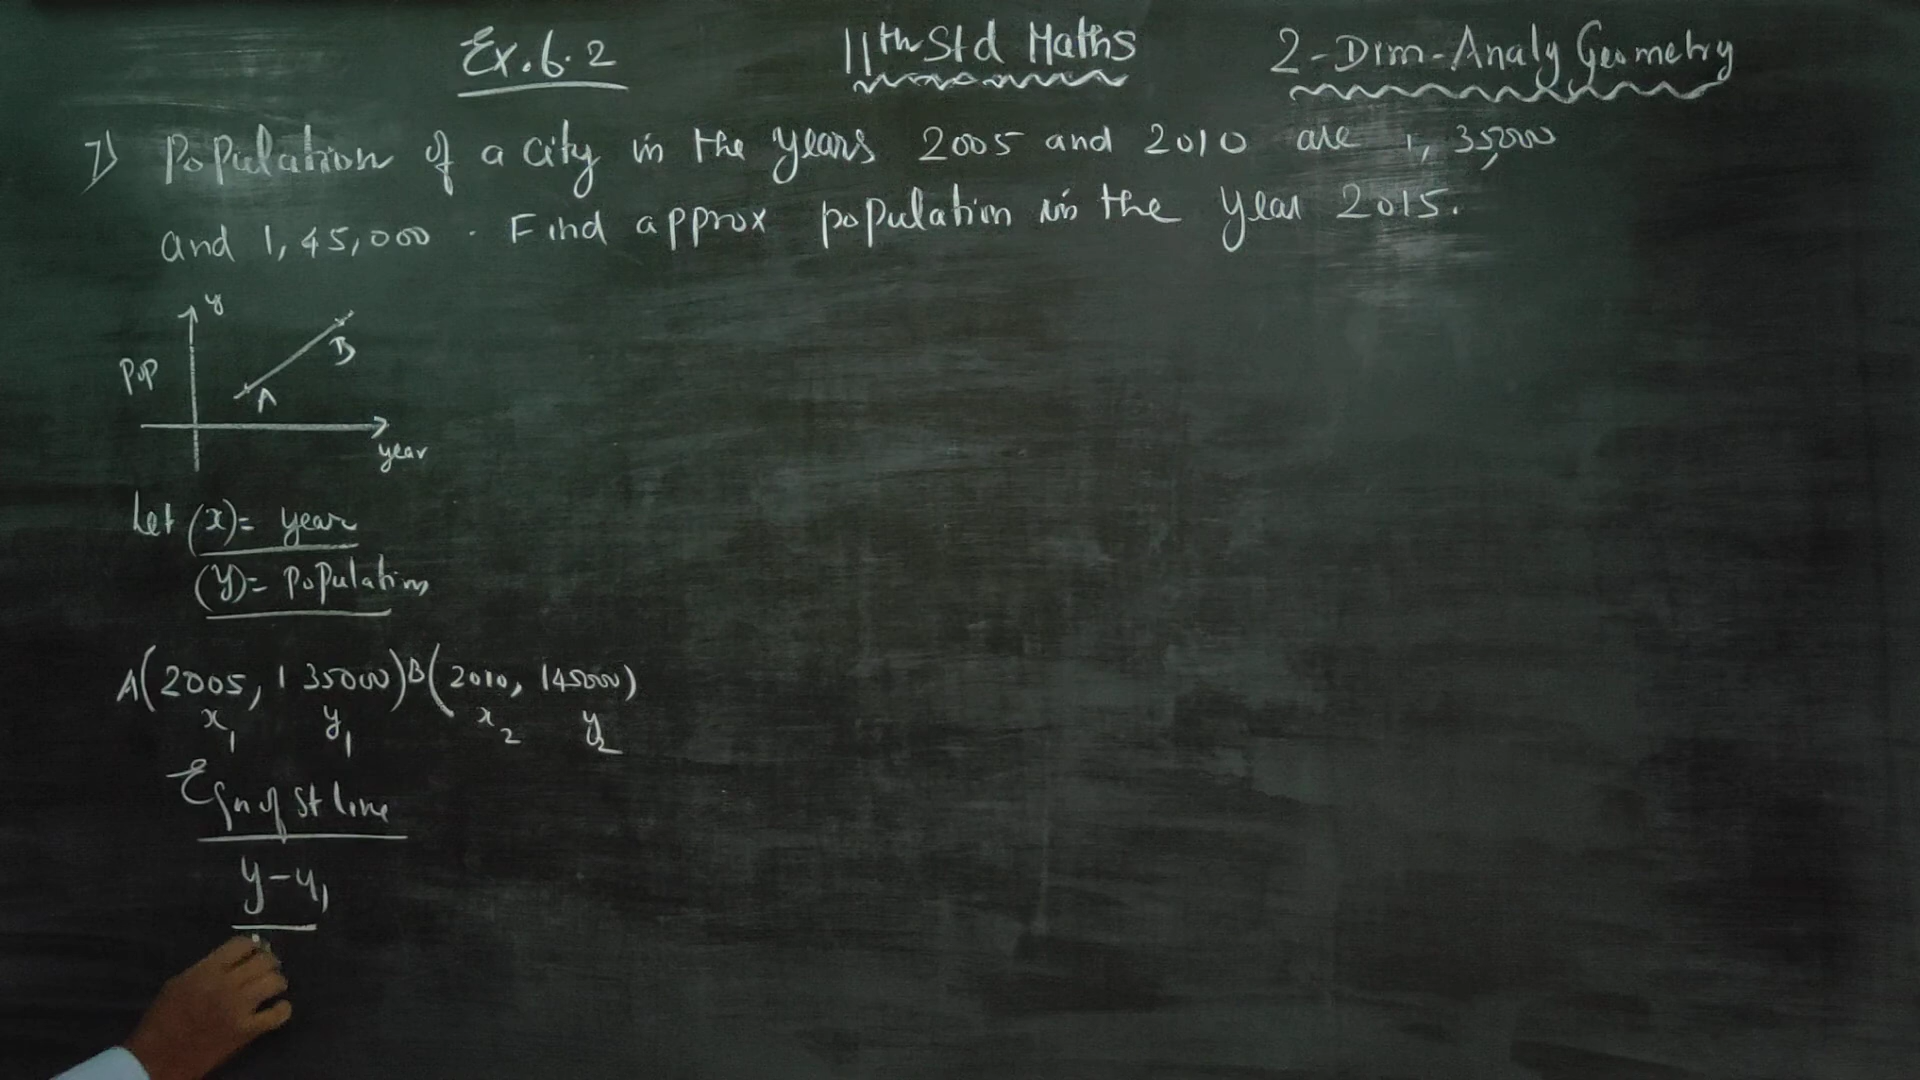 Ex.6.2 11th Std Maths 2-Dim-Analy Geometry
7) Population of a city in the years 2005 and 2010 are 1,35,000
and 1,45,000. Find approx population in the year 2015.
y
Pop
B
A
year
Let (x)= year
(y)= Population
A(2005, 135000) B(2010, 145000)
x1 y1 x2 y2
Eqn of St line
y-y1